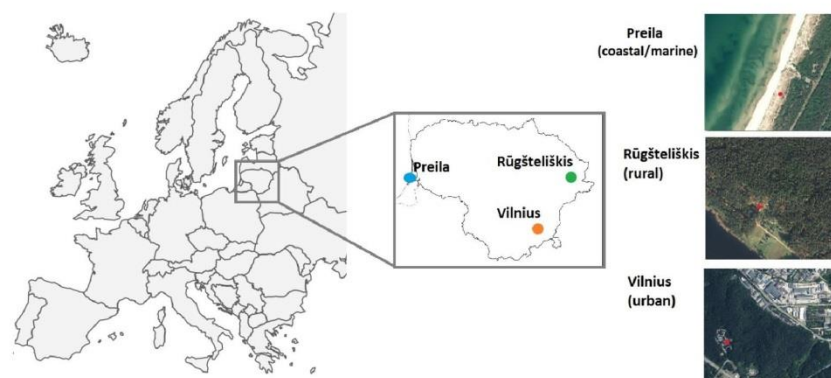 Preila
(coastal/marine)
Preila
Rūgšteliškis
Vilnius
Rūgšteliškis
(rural)
Vilnius
(urban)